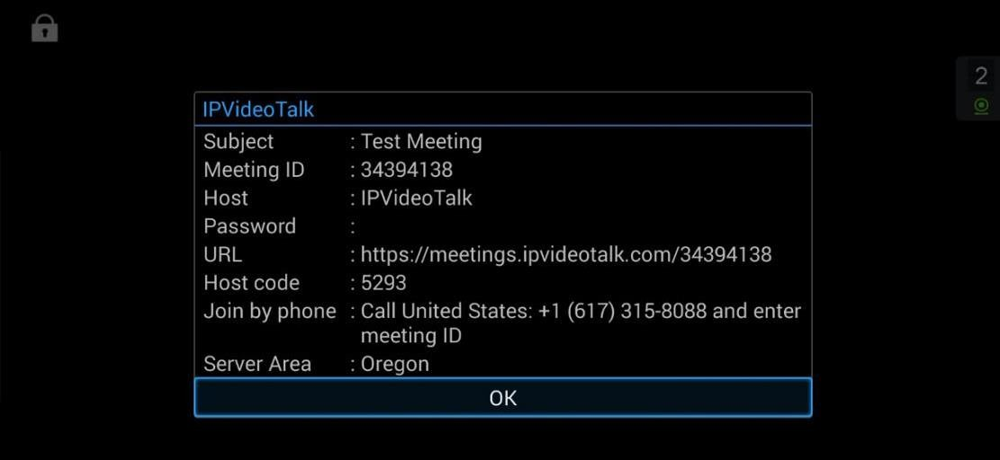 2
IPVideoTalk
Subject : Test Meeting
Meeting ID : 34394138
Host : IPVideoTalk
Password :
URL : https://meetings.ipvideotalk.com/34394138
Host code : 5293
Join by phone : Call United States: +1 (617) 315-8088 and enter
meeting ID
Server Area : Oregon
OK